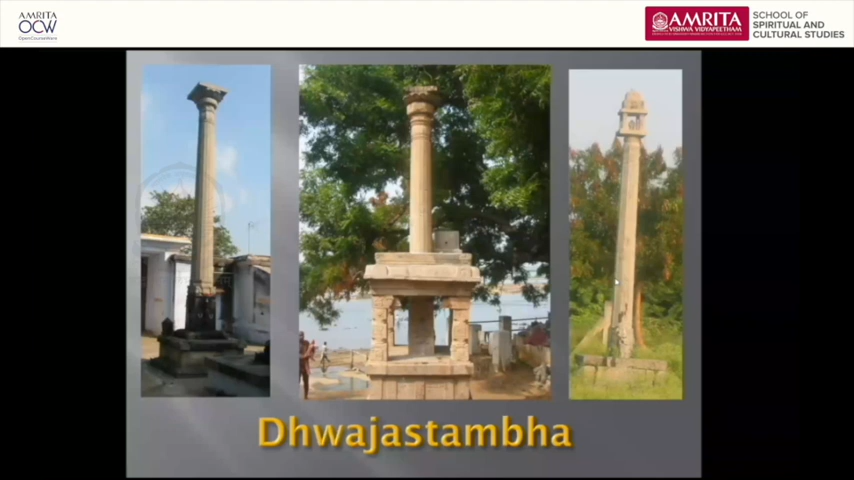 AMRITA
OCW
OpenCourseWare
AMRITA
VISHWA VIDYAPEETHAM
SCHOOL OF
SPIRITUAL AND
CULTURAL STUDIES
Dhwajastambha